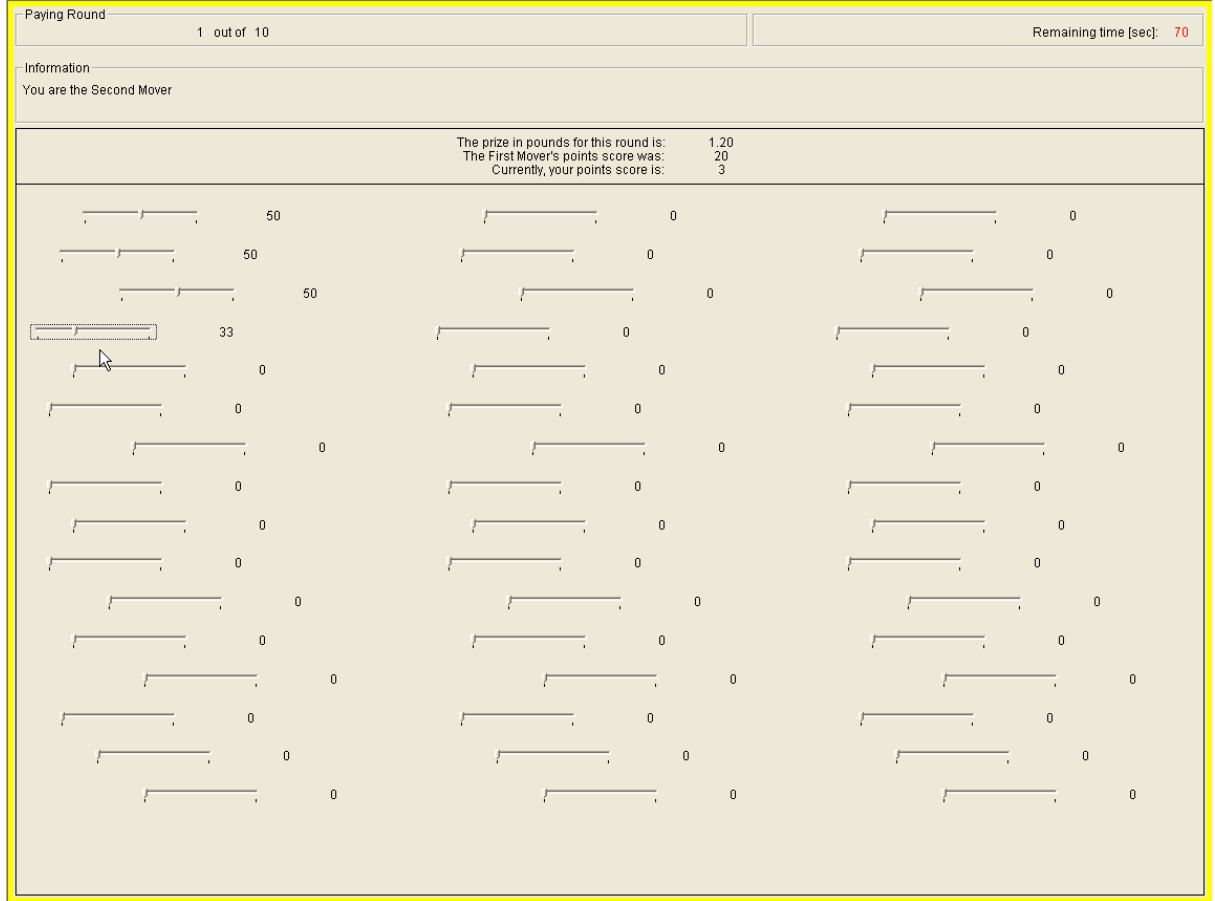 Paying Round
1 out of 10
Remaining time [sec]: 70
Information
You are the Second Mover
The prize in pounds for this round is: 1.20
The First Mover's points score was: 20
Currently, your points score is: 3
50 0 0
50 0 0
50 0 0
33 0 0
0 0 0
0 0 0
0 0 0
0 0 0
0 0 0
0 0 0
0 0 0
0 0 0
0 0 0
0 0 0
0 0 0
0 0 0